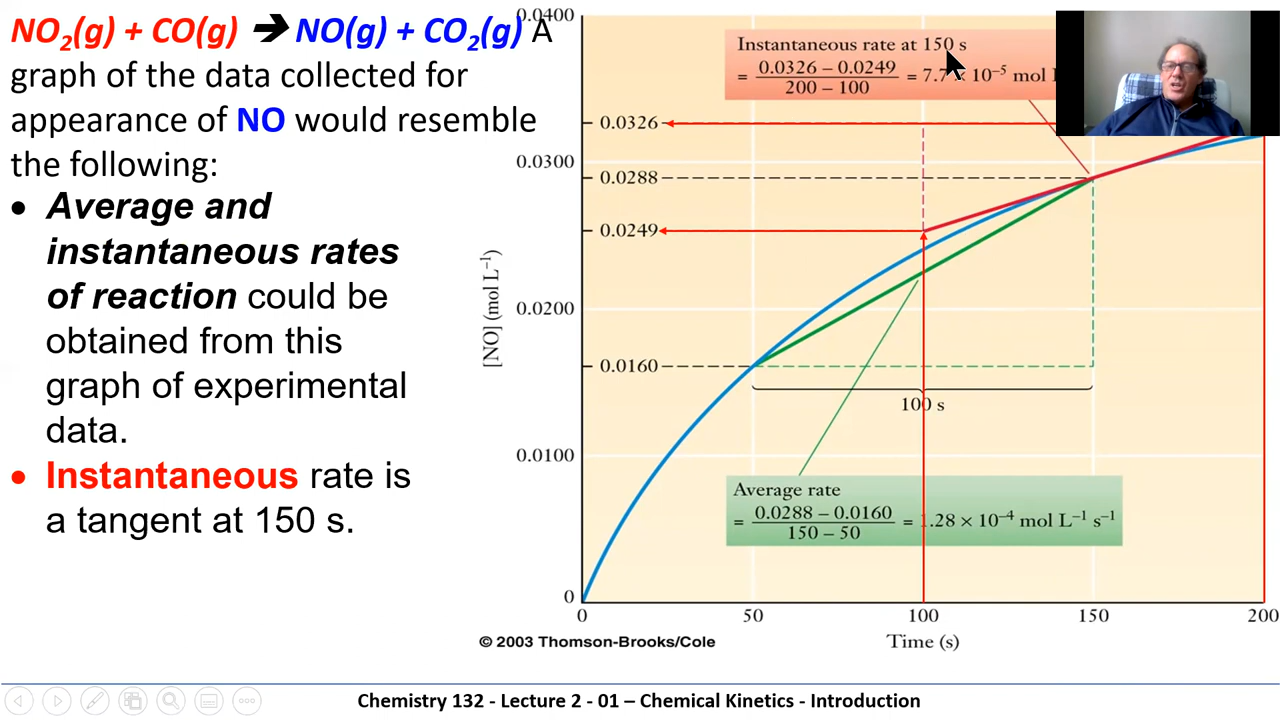 NO₂(g) + CO(g) 🡺 NO(g) + CO₂(g) A
graph of the data collected for
appearance of NO would resemble
the following:
• Average and
instantaneous rates
of reaction could be
obtained from this
graph of experimental
data.
• Instantaneous rate is
a tangent at 150 s.
[NO] (mol L⁻¹)
0.0400
0.0326
0.0300
0.0288
0.0249
0.0200
0.0160
0.0100
0
Instantaneous rate at 150 s
0.0326 – 0.0249
= = 7.7 × 10⁻⁵ mol
200 – 100
100 s
Average rate
0.0288 – 0.0160
= = 1.28 × 10⁻⁴ mol L⁻¹ s⁻¹
150 – 50
0 50 100 150 200
© 2003 Thomson-Brooks/Cole
Time (s)
Chemistry 132 - Lecture 2 - 01 – Chemical Kinetics - Introduction